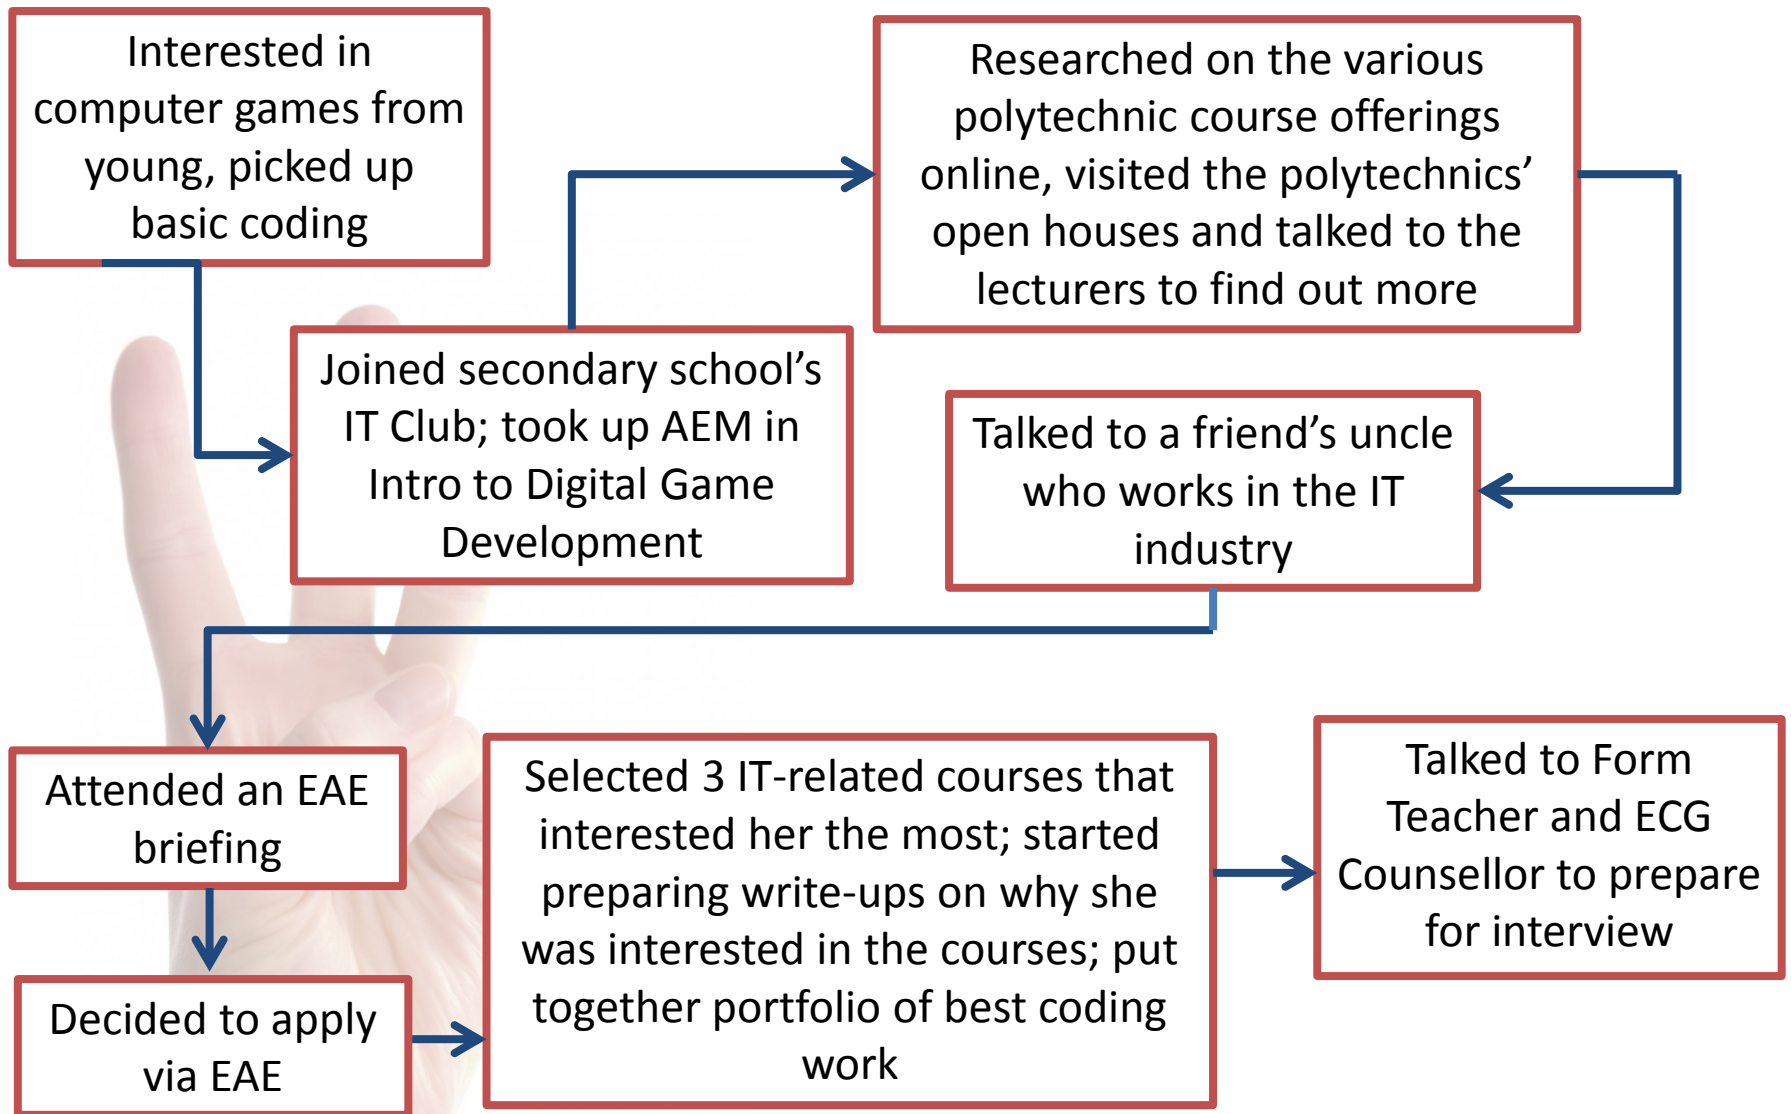 Interested in
computer games from
young, picked up
basic coding
Joined secondary school’s
IT Club; took up AEM in
Intro to Digital Game
Development
Researched on the various
polytechnic course offerings
online, visited the polytechnics’
open houses and talked to the
lecturers to find out more
Talked to a friend’s uncle
who works in the IT
industry
Attended an EAE
briefing
Decided to apply
via EAE
Selected 3 IT-related courses that
interested her the most; started
preparing write-ups on why she
was interested in the courses; put
together portfolio of best coding
work
Talked to Form
Teacher and ECG
Counsellor to prepare
for interview